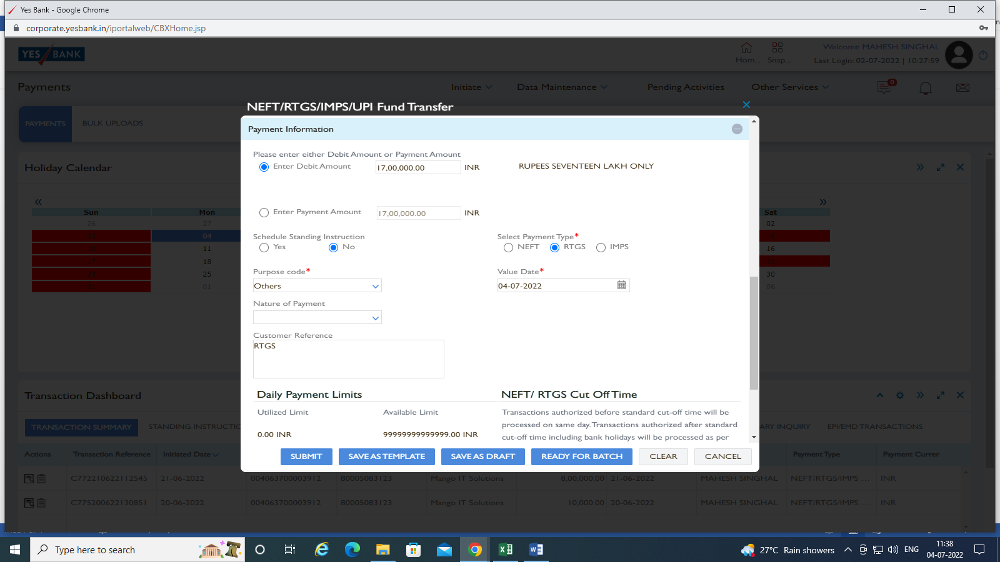 Yes Bank - Google Chrome
corporate.yesbank.in/iportalweb/CBXHome.jsp
YES BANK
Hom... Snap...
Welcome MAHESH SINGHAL
Last Login: 02-07-2022 | 10:27:59
Payments
Initiate Data Maintenance Pending Activities Other Services 0
NEFT/RTGS/IMPS/UPI Fund Transfer
PAYMENTS BULK UPLOADS
Payment Information
Please enter either Debit Amount or Payment Amount
Enter Debit Amount 17,00,000.00 INR RUPEES SEVENTEEN LAKH ONLY
Enter Payment Amount 17,00,000.00 INR
Schedule Standing Instruction Select Payment Type*
Yes No NEFT RTGS IMPS
Purpose code* Value Date*
Others 04-07-2022
Nature of Payment
Customer Reference
RTGS
Daily Payment Limits NEFT/ RTGS Cut Off Time
Utilized Limit Available Limit Transactions authorized before standard cut-off time will be
processed on same day. Transactions authorized after standard
0.00 INR 99999999999999.00 INR cut-off time including bank holidays will be processed as per
SUBMIT SAVE AS TEMPLATE SAVE AS DRAFT READY FOR BATCH CLEAR CANCEL
Holiday Calendar
Sun Mon Sat
26 27 02
04
11 16
18
25 30
01 06
Transaction Dashboard
TRANSACTION SUMMARY STANDING INSTRUCTIO ARY INQUIRY EPI/EMD TRANSACTIONS
Actions Transaction Reference Initiated Date Payment Type Payment Curren
C772210622112545 21-06-2022 004063700003912 80005083123 Mango IT Solutions 8,00,000.00 21-06-2022 MAHESH SINGHAL NEFT/RTGS/IMPS ... INR
C775200622130851 20-06-2022 004063700003912 80005083123 Mango IT Solutions 10,000.00 20-06-2022 MAHESH SINGHAL NEFT/RTGS/IMPS ... INR
Type here to search
27°C Rain showers ENG
11:38
04-07-2022